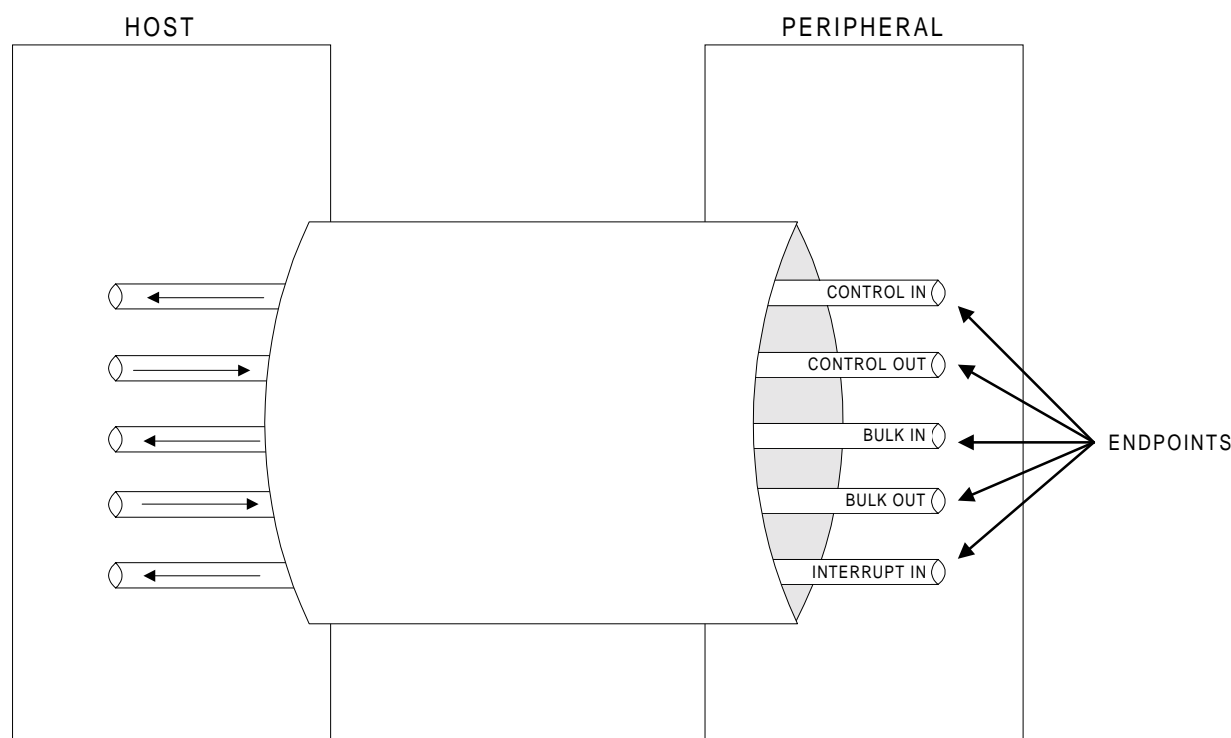 HOST
PERIPHERAL
CONTROL IN
CONTROL OUT
BULK IN
ENDPOINTS
BULK OUT
INTERRUPT IN